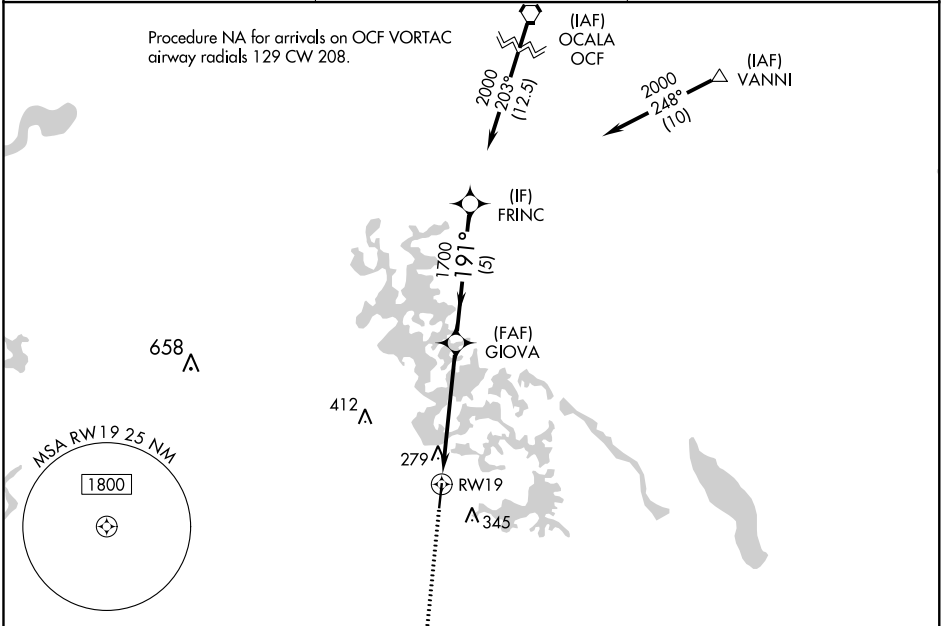 Procedure NA for arrivals on OCF VORTAC
airway radials 129 CW 208.
(IAF)
OCALA
OCF
2000
203°
(12.5)
(IAF)
VANNI
2000
248°
(10)
(IF)
FRINC
1700
191°
(5)
(FAF)
GIOVA
658
412
279
RW19
345
MSA RW19 25 NM
1800